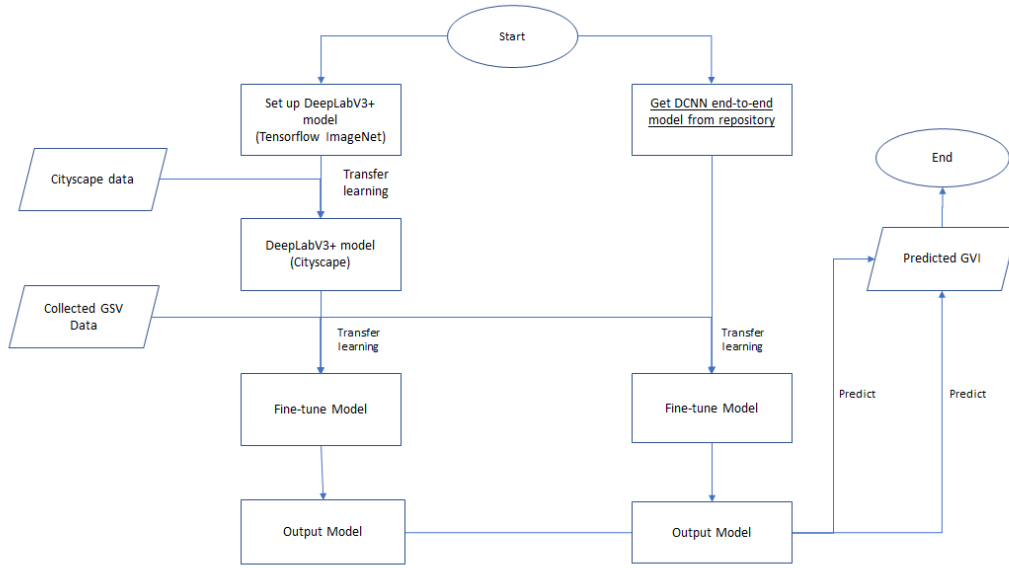 Start
Set up DeepLabV3+
model
(Tensorflow ImageNet)
Get DCNN end-to-end
model from repository
End
Cityscape data
Transfer
learning
DeepLabV3+ model
(Cityscape)
Predicted GVI
Collected GSV
Data
Transfer
learning
Transfer
learning
Fine-tune Model
Fine-tune Model
Predict
Predict
Output Model
Output Model